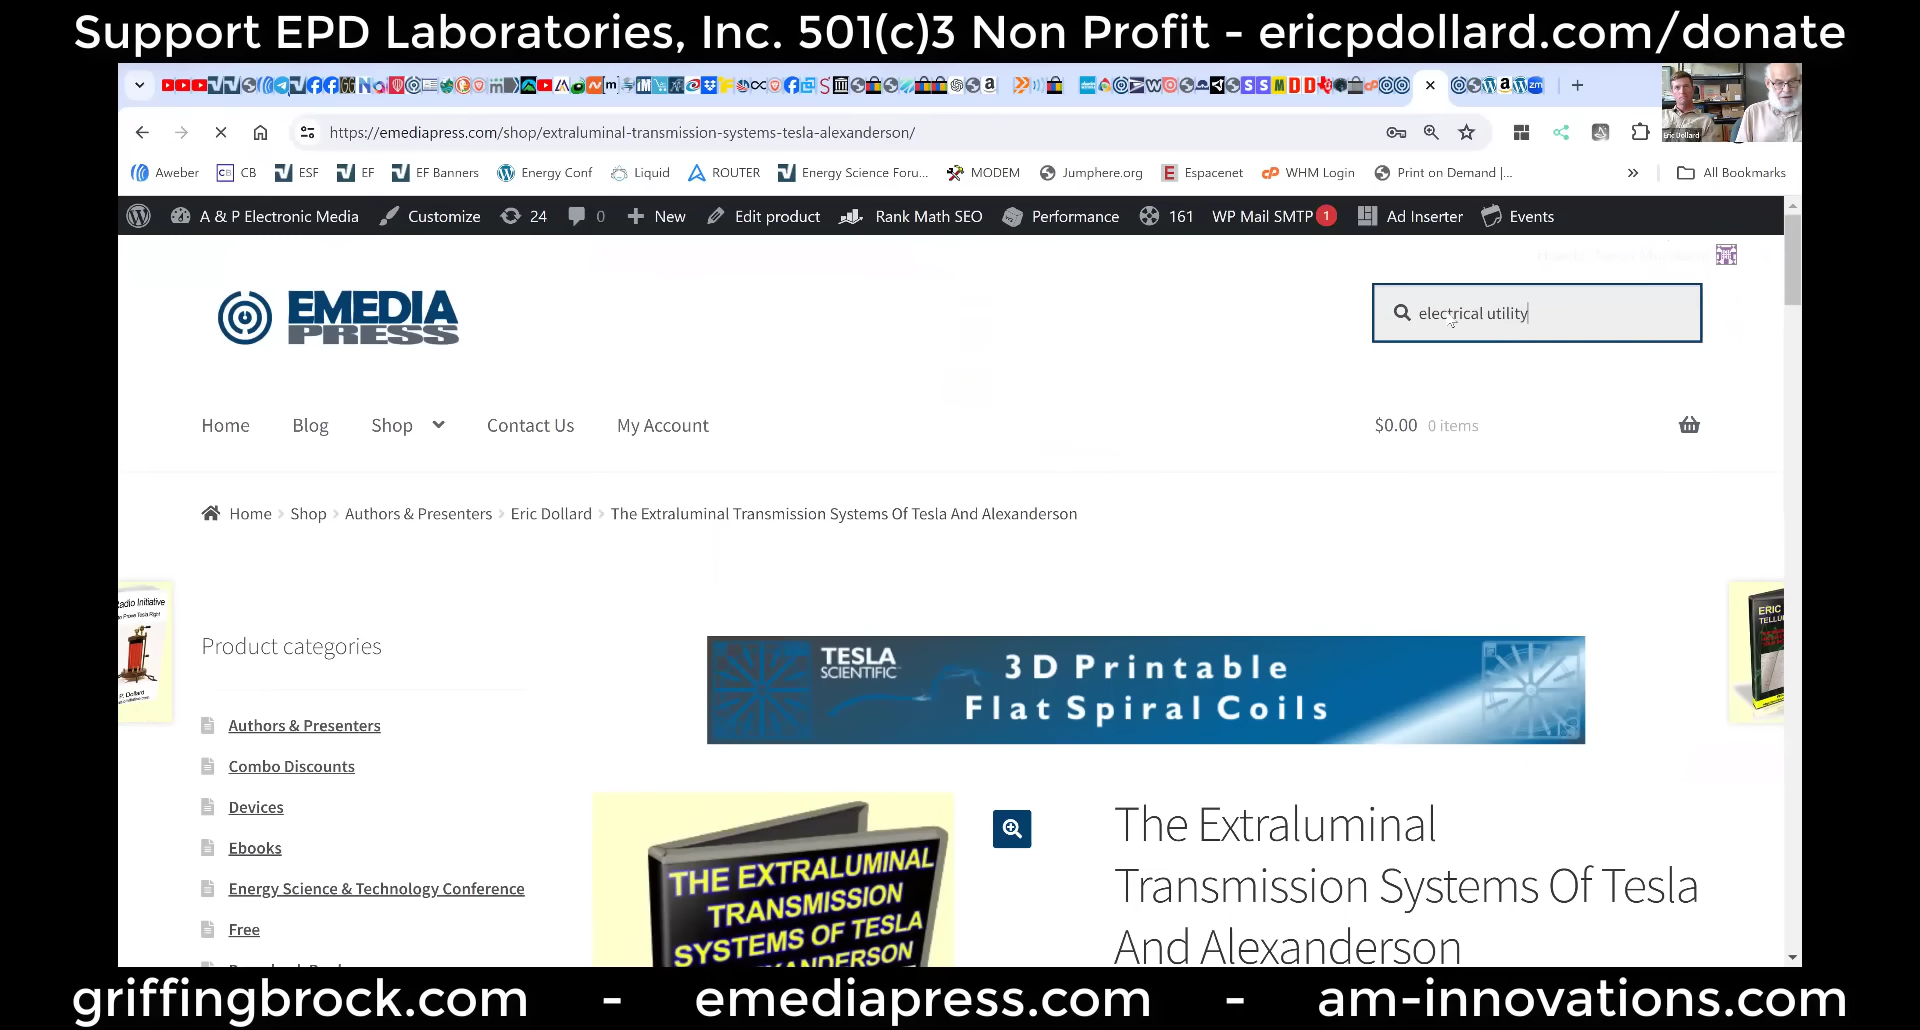 Support EPD Laboratories, Inc. 501(c)3 Non Profit - ericpdollard.com/donate
https://emediapress.com/shop/extraluminal-transmission-systems-tesla-alexanderson/
Eric Dollard
Aweber CB ESF EF EF Banners Energy Conf Liquid ROUTER Energy Science Foru... MODEM Jumphere.org Espacenet WHM Login Print on Demand |... » All Bookmarks
A & P Electronic Media Customize 24 0 New Edit product Rank Math SEO Performance 161 WP Mail SMTP 1 Ad Inserter Events
EMEDIA
PRESS
electrical utility
Home Blog Shop Contact Us My Account $0.00 0 items
Home > Shop > Authors & Presenters > Eric Dollard > The Extraluminal Transmission Systems Of Tesla And Alexanderson
Radio Initiative
ERIC
Product categories
TESLA
SCIENTIFIC
3D Printable
Flat Spiral Coils
Authors & Presenters
Combo Discounts
Devices
Ebooks
Energy Science & Technology Conference
Free
THE EXTRALUMINAL
TRANSMISSION
SYSTEMS OF TESLA
The Extraluminal
Transmission Systems Of Tesla
And Alexanderson
griffingbrock.com - emediapress.com - am-innovations.com